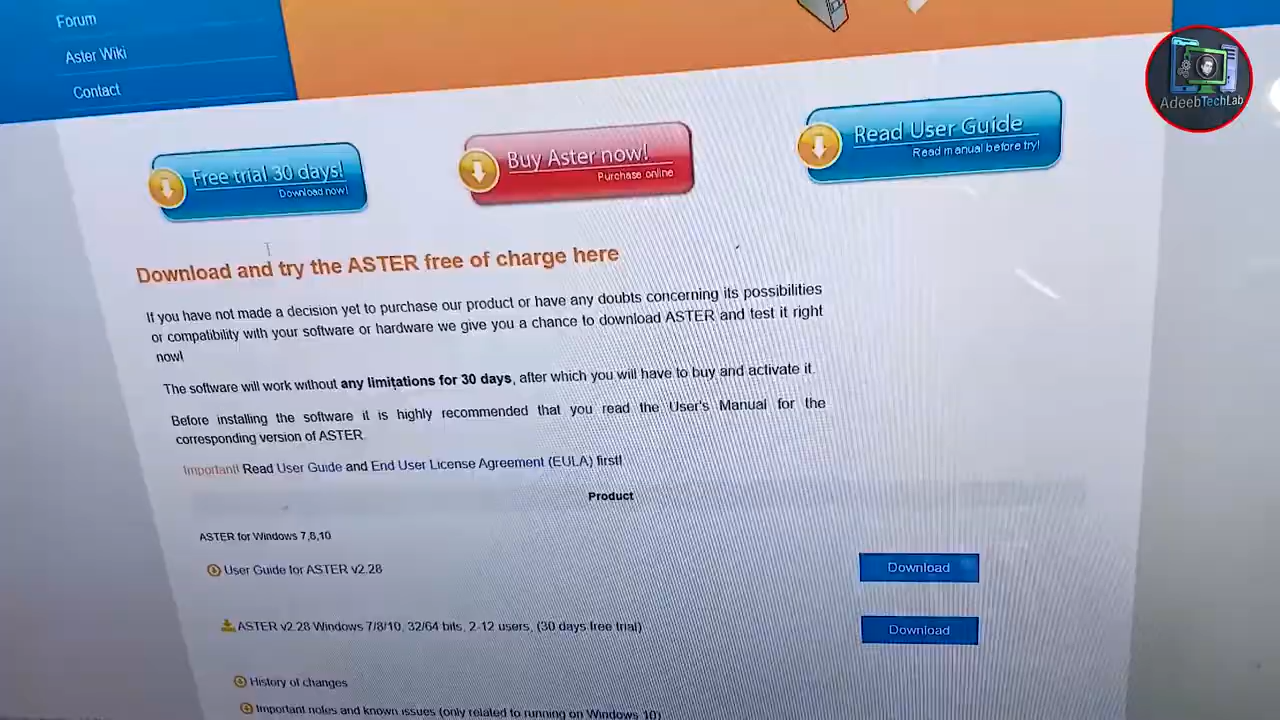 Forum
Aster Wiki
Contact
AdeebTechLab
Free trial 30 days!
Download now!
Buy Aster now!
Purchase online
Read User Guide
Read manual before try!
Download and try the ASTER free of charge here
If you have not made a decision yet to purchase our product or have any doubts concerning its possibilities
or compatibility with your software or hardware we give you a chance to download ASTER and test it right
now!
The software will work without any limitations for 30 days, after which you will have to buy and activate it.
Before installing the software it is highly recommended that you read the User's Manual for the
corresponding version of ASTER.
Important! Read User Guide and End User License Agreement (EULA) first!
Product
ASTER for Windows 7,8,10
User Guide for ASTER v2.28
Download
ASTER v2.28 Windows 7/8/10, 32/64 bits, 2-12 users, (30 days free trial)
Download
History of changes
Important notes and known issues (only related to running on Windows 10)